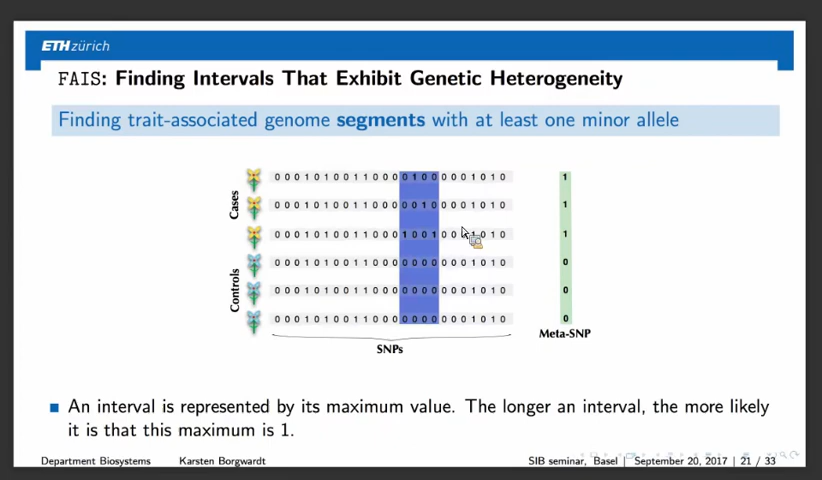 ETH zürich
FAIS: Finding Intervals That Exhibit Genetic Heterogeneity
Finding trait-associated genome segments with at least one minor allele
Cases
Controls
0 0 0 1 0 1 0 0 1 1 0 0 0 0 1 0 0 0 0 0 1 0 1 0 1
0 0 0 1 0 1 0 0 1 1 0 0 0 0 0 1 0 0 0 0 1 0 1 0 1
0 0 0 1 0 1 0 0 1 1 0 0 0 1 0 0 1 0 0 1 0 1 0 1
0 0 0 1 0 1 0 0 1 1 0 0 0 0 0 0 0 0 0 0 1 0 1 0 0
0 0 0 1 0 1 0 0 1 1 0 0 0 0 0 0 0 0 0 0 1 0 1 0 0
0 0 0 1 0 1 0 0 1 1 0 0 0 0 0 0 0 0 0 0 1 0 1 0 0
SNPs
Meta-SNP
An interval is represented by its maximum value. The longer an interval, the more likely
it is that this maximum is 1.
Department Biosystems Karsten Borgwardt SIB seminar, Basel | September 20, 2017 | 21 / 33